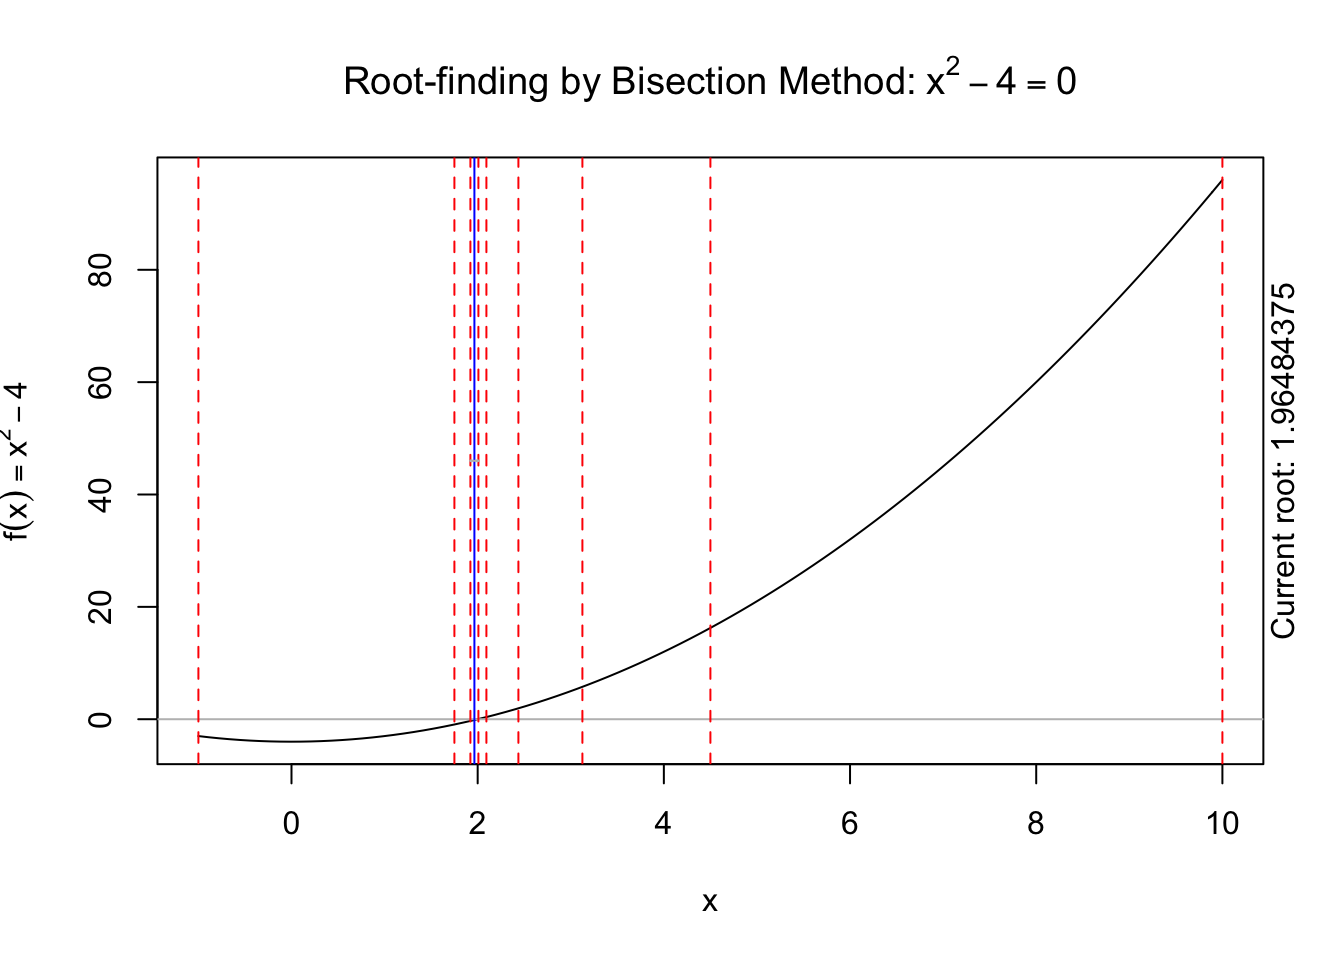 Root-finding by Bisection Method: x² − 4 = 0
f(x) = x² − 4
80
60
40
20
0
0 2 4 6 8 10
x
Current root: 1.96484375